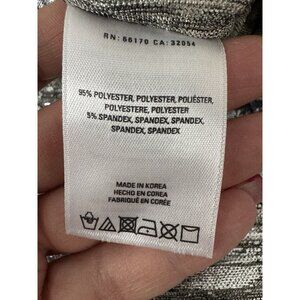 RN: 66170 CA: 32054
95% POLYESTER, POLYESTER, POLIÉSTER,
POLYESTERE, POLYESTER
5% SPANDEX, SPANDEX, SPANDEX,
SPANDEX, SPANDEX
MADE IN KOREA
HECHO EN COREA
FABRIQUÉ EN CORÉE